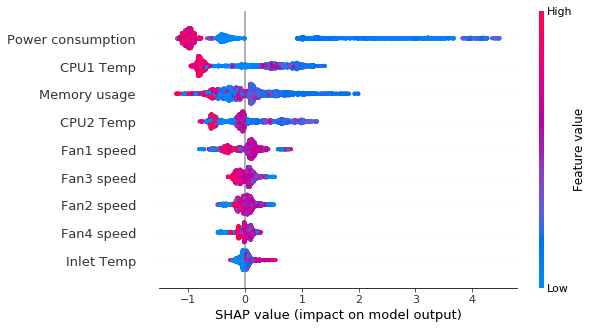 High
Power consumption
CPU1 Temp
Memory usage
CPU2 Temp
Fan1 speed
Fan3 speed
Fan2 speed
Fan4 speed
Inlet Temp
Feature value
Low
−1 0 1 2 3 4
SHAP value (impact on model output)